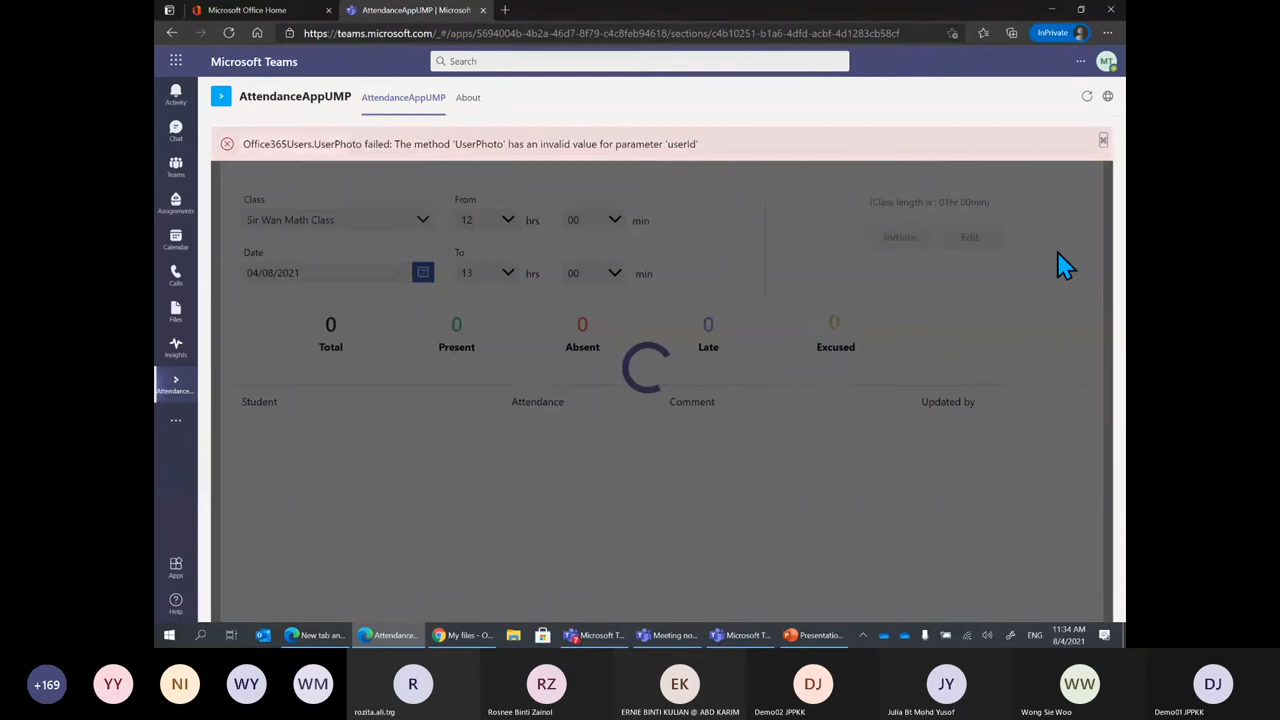 Microsoft Office Home
AttendanceAppUMP | Microsoft
https://teams.microsoft.com/_#/apps/5694004b-4b2a-46d7-8f79-c4c8feb94618/sections/c4b10251-b1a6-4dfd-acbf-4d1283cb58cf
InPrivate
Microsoft Teams
Search
MT
Activity
Chat
Teams
Assignments
Calendar
Calls
Files
Insights
Attendance...
Apps
Help
AttendanceAppUMP
AttendanceAppUMP
About
Office365Users.UserPhoto failed: The method 'UserPhoto' has an invalid value for parameter 'userId'
Class
From
(Class length is : 01hr 00min)
Sir Wan Math Class
12
hrs
00
min
Initiate
Edit
Date
To
04/08/2021
13
hrs
00
min
0
0
0
0
0
Total
Present
Absent
Late
Excused
Student
Attendance
Comment
Updated by
New tab an...
Attendance...
My files - O...
Microsoft T...
Meeting no...
Microsoft T...
Presentatio...
ENG
11:34 AM
8/4/2021
+169
YY
NI
WY
WM
R
RZ
EK
DJ
JY
WW
DJ
rozita.ali.trg
Rosnee Binti Zainol
ERNIE BINTI KULIAN @ ABD KARIM
Demo02 JPPKK
Julia Bt Mohd Yusof
Wong Sie Woo
Demo01 JPPKK